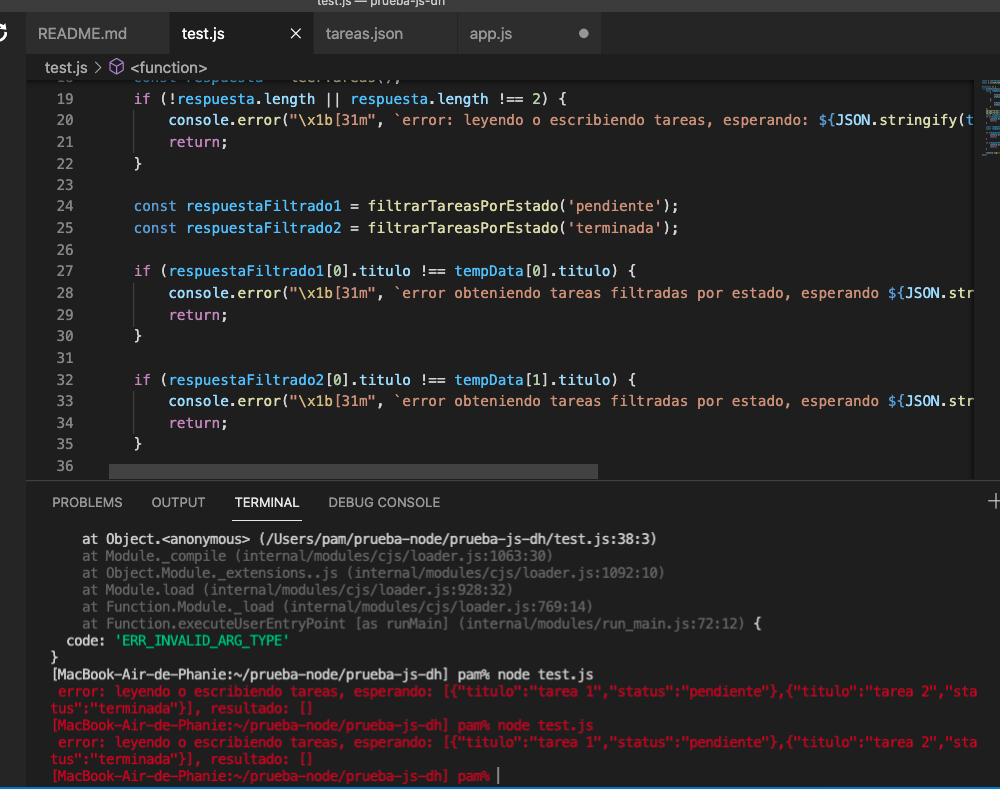 test.js — prueba-js-dh
README.md test.js × tareas.json app.js ●
test.js > <function>
18 const respuesta = leerTareas();
19 if (!respuesta.length || respuesta.length !== 2) {
20 console.error("\x1b[31m", `error: leyendo o escribiendo tareas, esperando: ${JSON.stringify(t
21 return;
22 }
23
24 const respuestaFiltrado1 = filtrarTareasPorEstado('pendiente');
25 const respuestaFiltrado2 = filtrarTareasPorEstado('terminada');
26
27 if (respuestaFiltrado1[0].titulo !== tempData[0].titulo) {
28 console.error("\x1b[31m", `error obteniendo tareas filtradas por estado, esperando ${JSON.str
29 return;
30 }
31
32 if (respuestaFiltrado2[0].titulo !== tempData[1].titulo) {
33 console.error("\x1b[31m", `error obteniendo tareas filtradas por estado, esperando ${JSON.str
34 return;
35 }
36
PROBLEMS OUTPUT TERMINAL DEBUG CONSOLE +
at Object.<anonymous> (/Users/pam/prueba-node/prueba-js-dh/test.js:38:3)
at Module._compile (internal/modules/cjs/loader.js:1063:30)
at Object.Module._extensions..js (internal/modules/cjs/loader.js:1092:10)
at Module.load (internal/modules/cjs/loader.js:928:32)
at Function.Module._load (internal/modules/cjs/loader.js:769:14)
at Function.executeUserEntryPoint [as runMain] (internal/modules/run_main.js:72:12) {
code: 'ERR_INVALID_ARG_TYPE'
}
[MacBook-Air-de-Phanie:~/prueba-node/prueba-js-dh] pam% node test.js
error: leyendo o escribiendo tareas, esperando: [{"titulo":"tarea 1","status":"pendiente"},{"titulo":"tarea 2","sta
tus":"terminada"}], resultado: []
[MacBook-Air-de-Phanie:~/prueba-node/prueba-js-dh] pam% node test.js
error: leyendo o escribiendo tareas, esperando: [{"titulo":"tarea 1","status":"pendiente"},{"titulo":"tarea 2","sta
tus":"terminada"}], resultado: []
[MacBook-Air-de-Phanie:~/prueba-node/prueba-js-dh] pam%